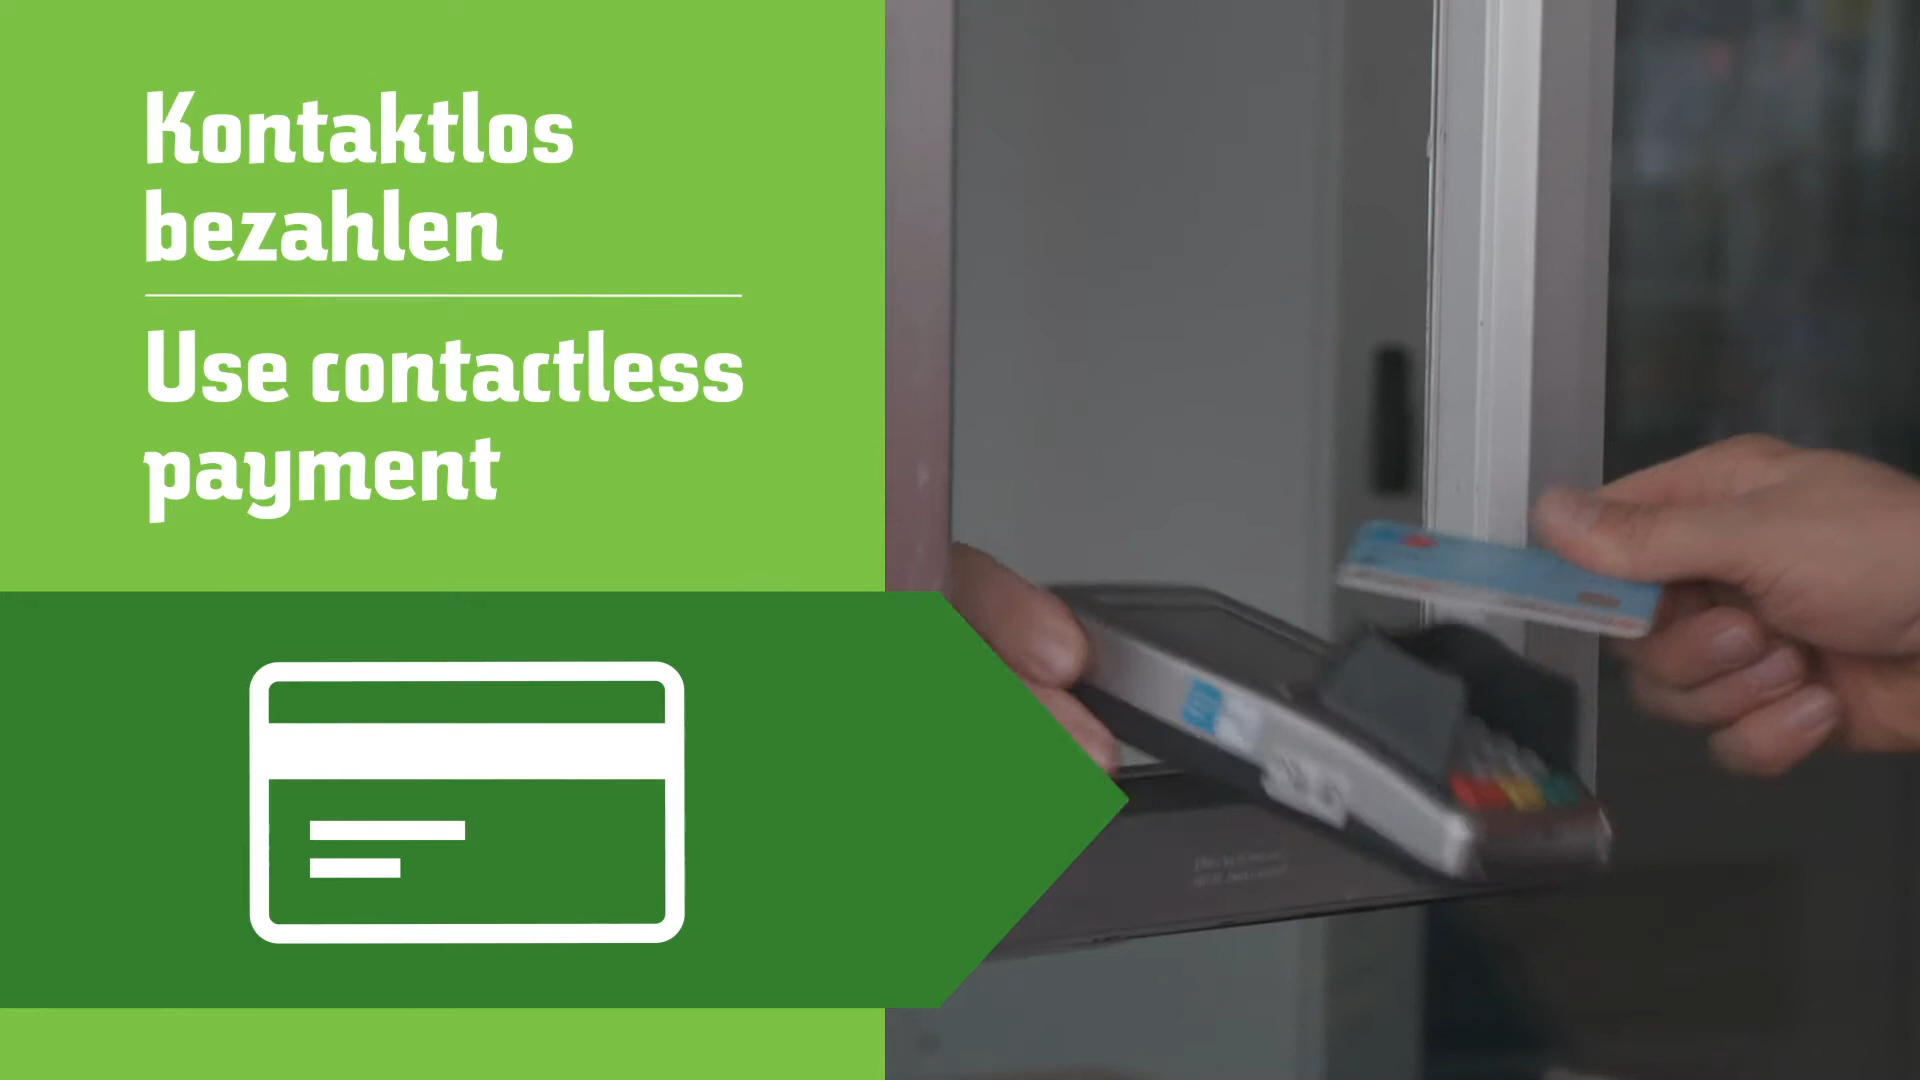 Kontaktlos
bezahlen
Use contactless
payment